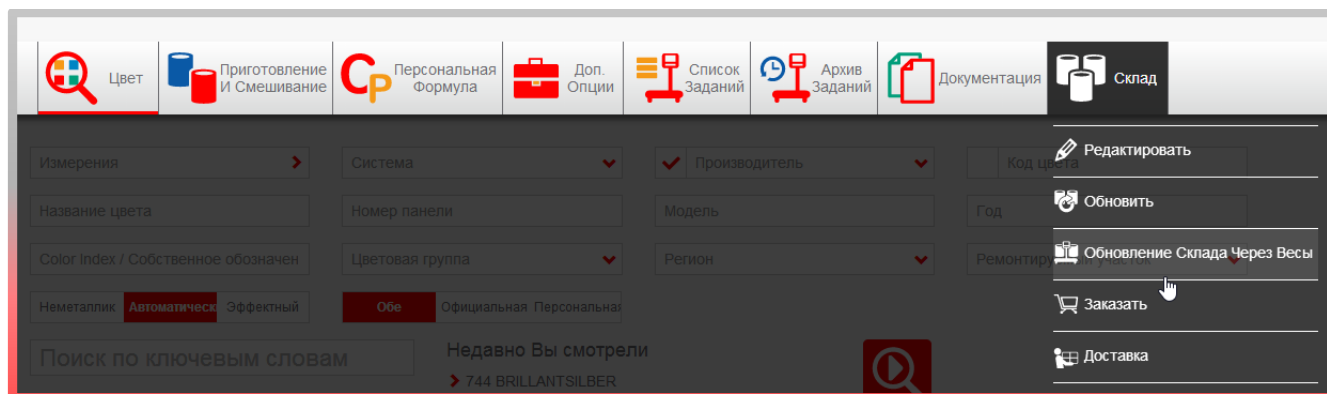 Цвет
Приготовление
И Смешивание
Персональная
Формула
Доп.
Опции
Список
Заданий
Архив
Заданий
Документация
Склад
Измерения
Система
Производитель
Код цвета
Редактировать
Название цвета
Номер панели
Модель
Год
Обновить
Color Index / Собственное обозначен
Цветовая группа
Регион
Ремонтируемый участок
Обновление Склада Через Весы
Неметаллик Автоматическ Эффектный
Обе Официальная Персональная
Заказать
Поиск по ключевым словам
Недавно Вы смотрели
744 BRILLANTSILBER
Доставка